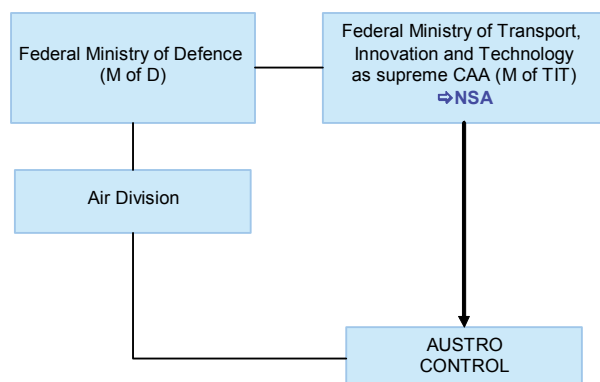 Federal Ministry of Defence
(M of D)
Federal Ministry of Transport,
Innovation and Technology
as supreme CAA (M of TIT)
⇨NSA
Air Division
AUSTRO
CONTROL